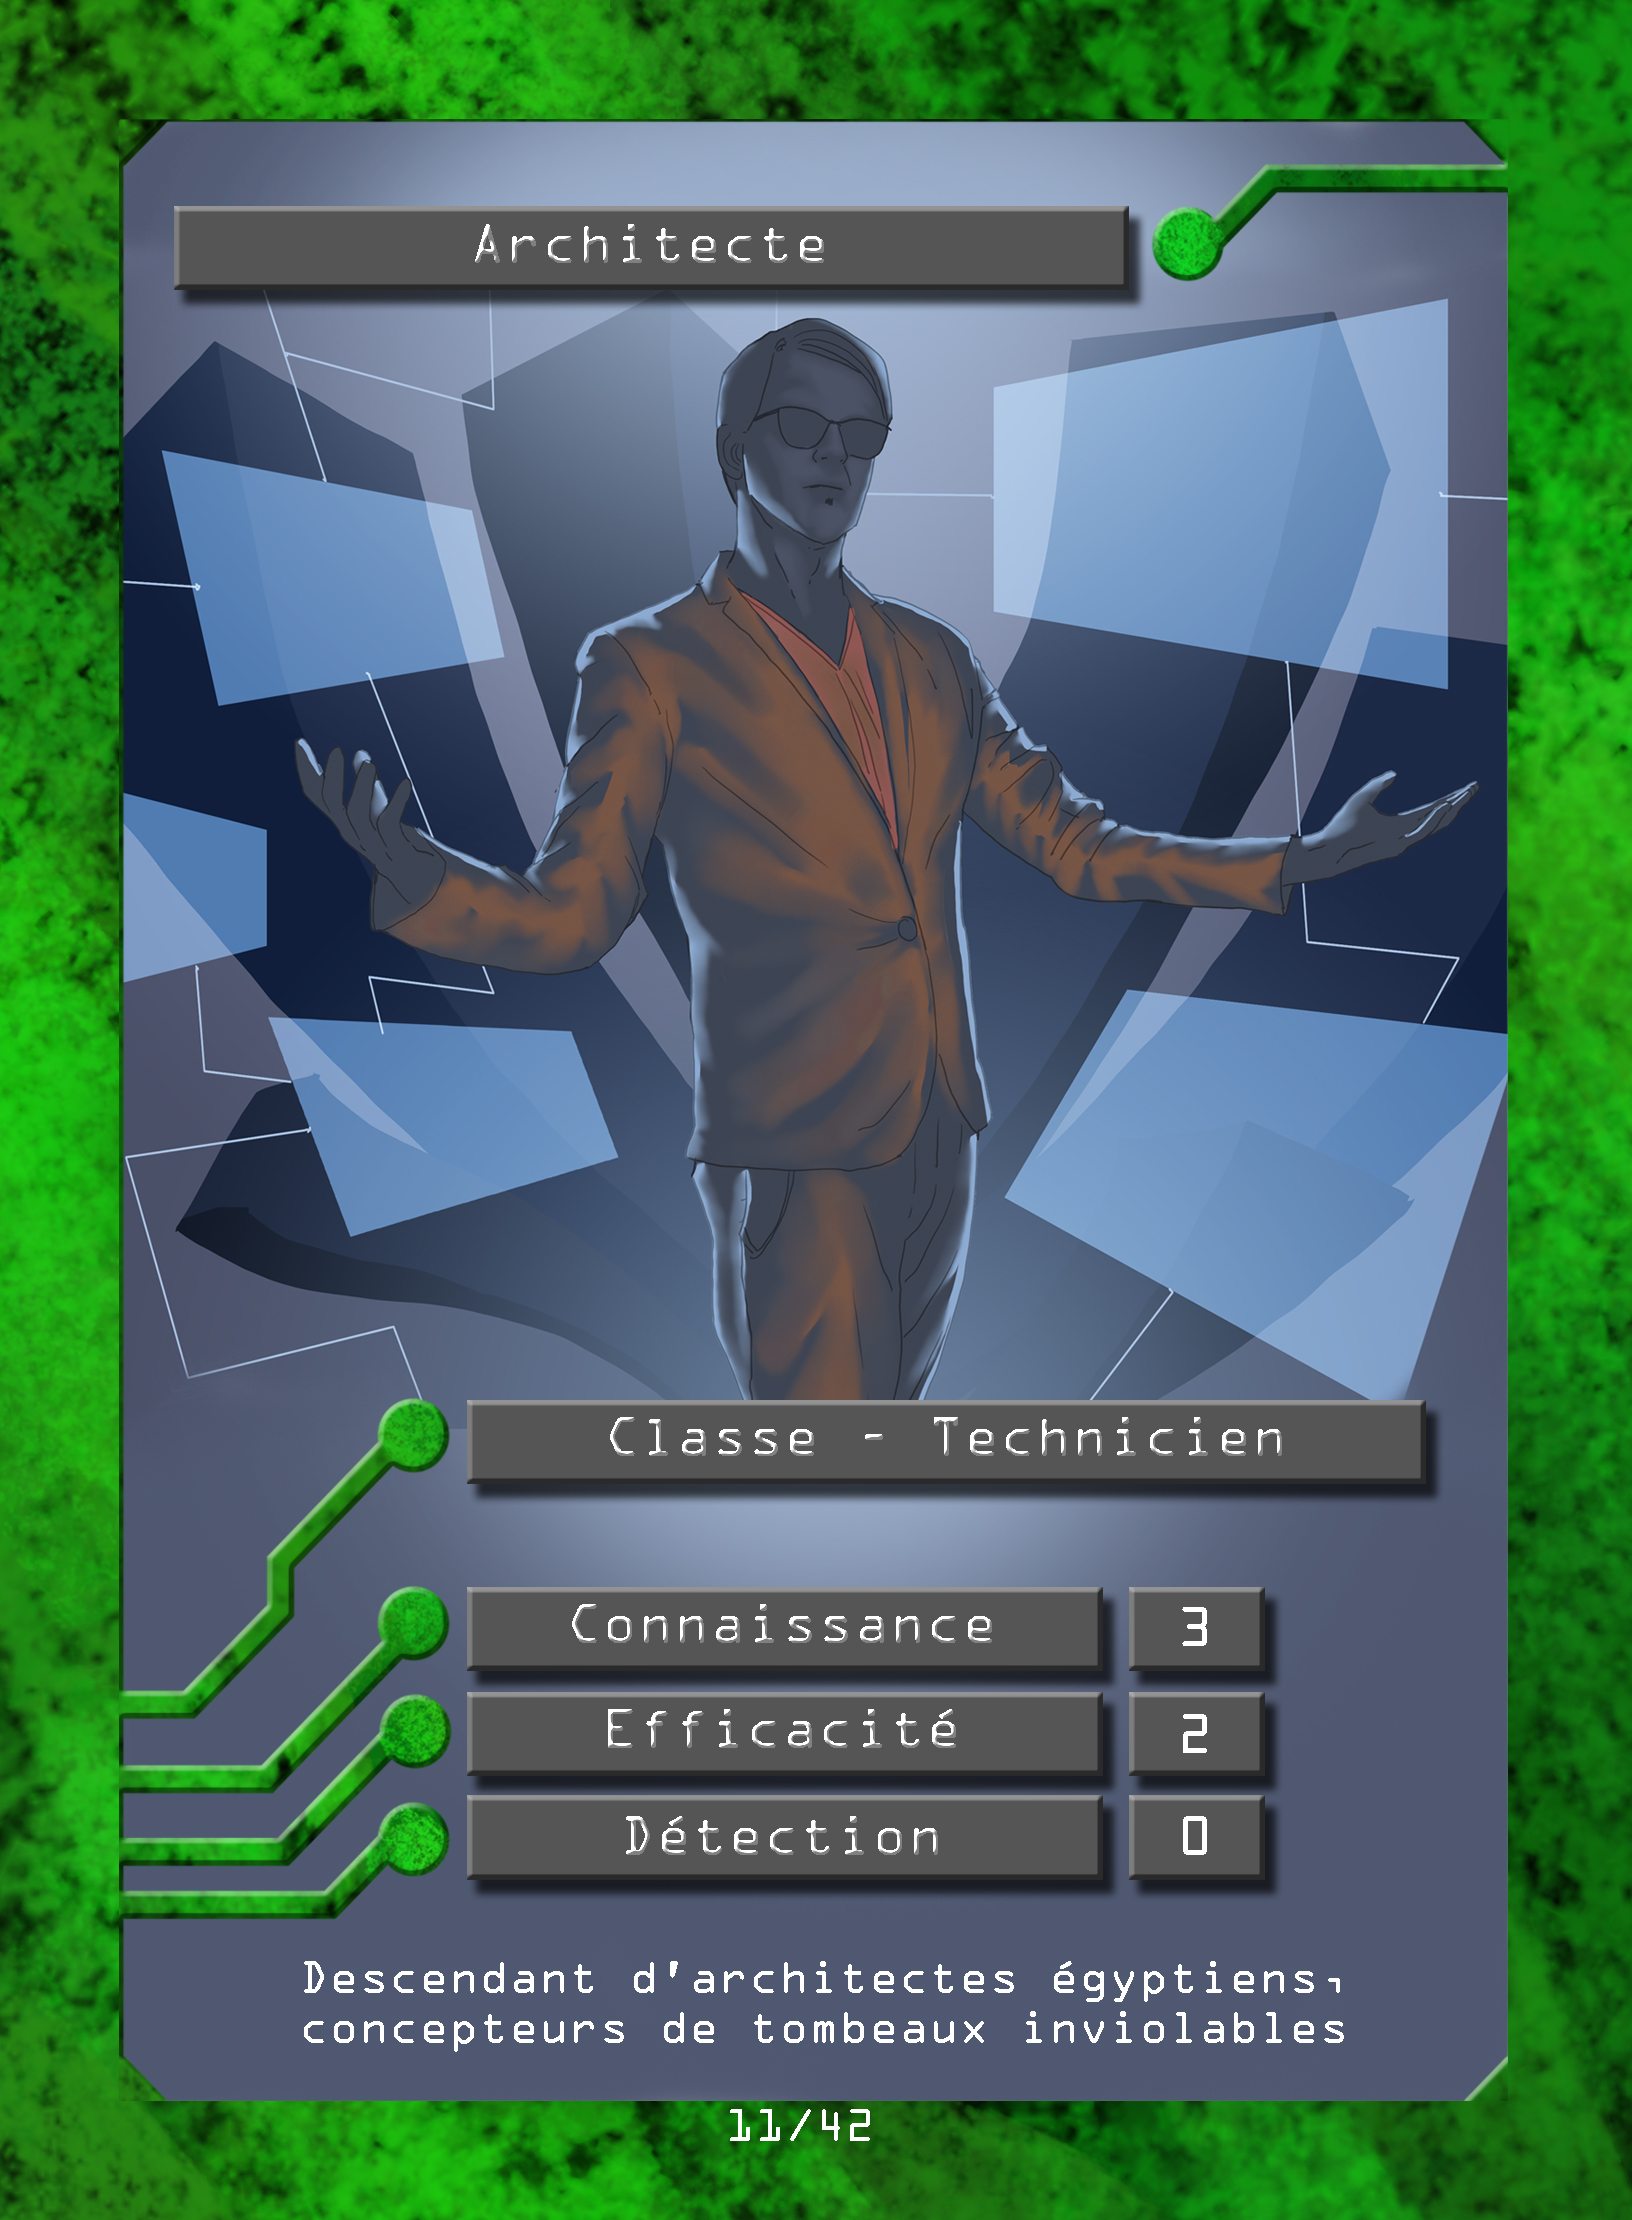 Architecte
Classe - Technicien
Connaissance 3
Efficacité 2
Détection 0
Descendant d'architectes égyptiens,
concepteurs de tombeaux inviolables
11/42